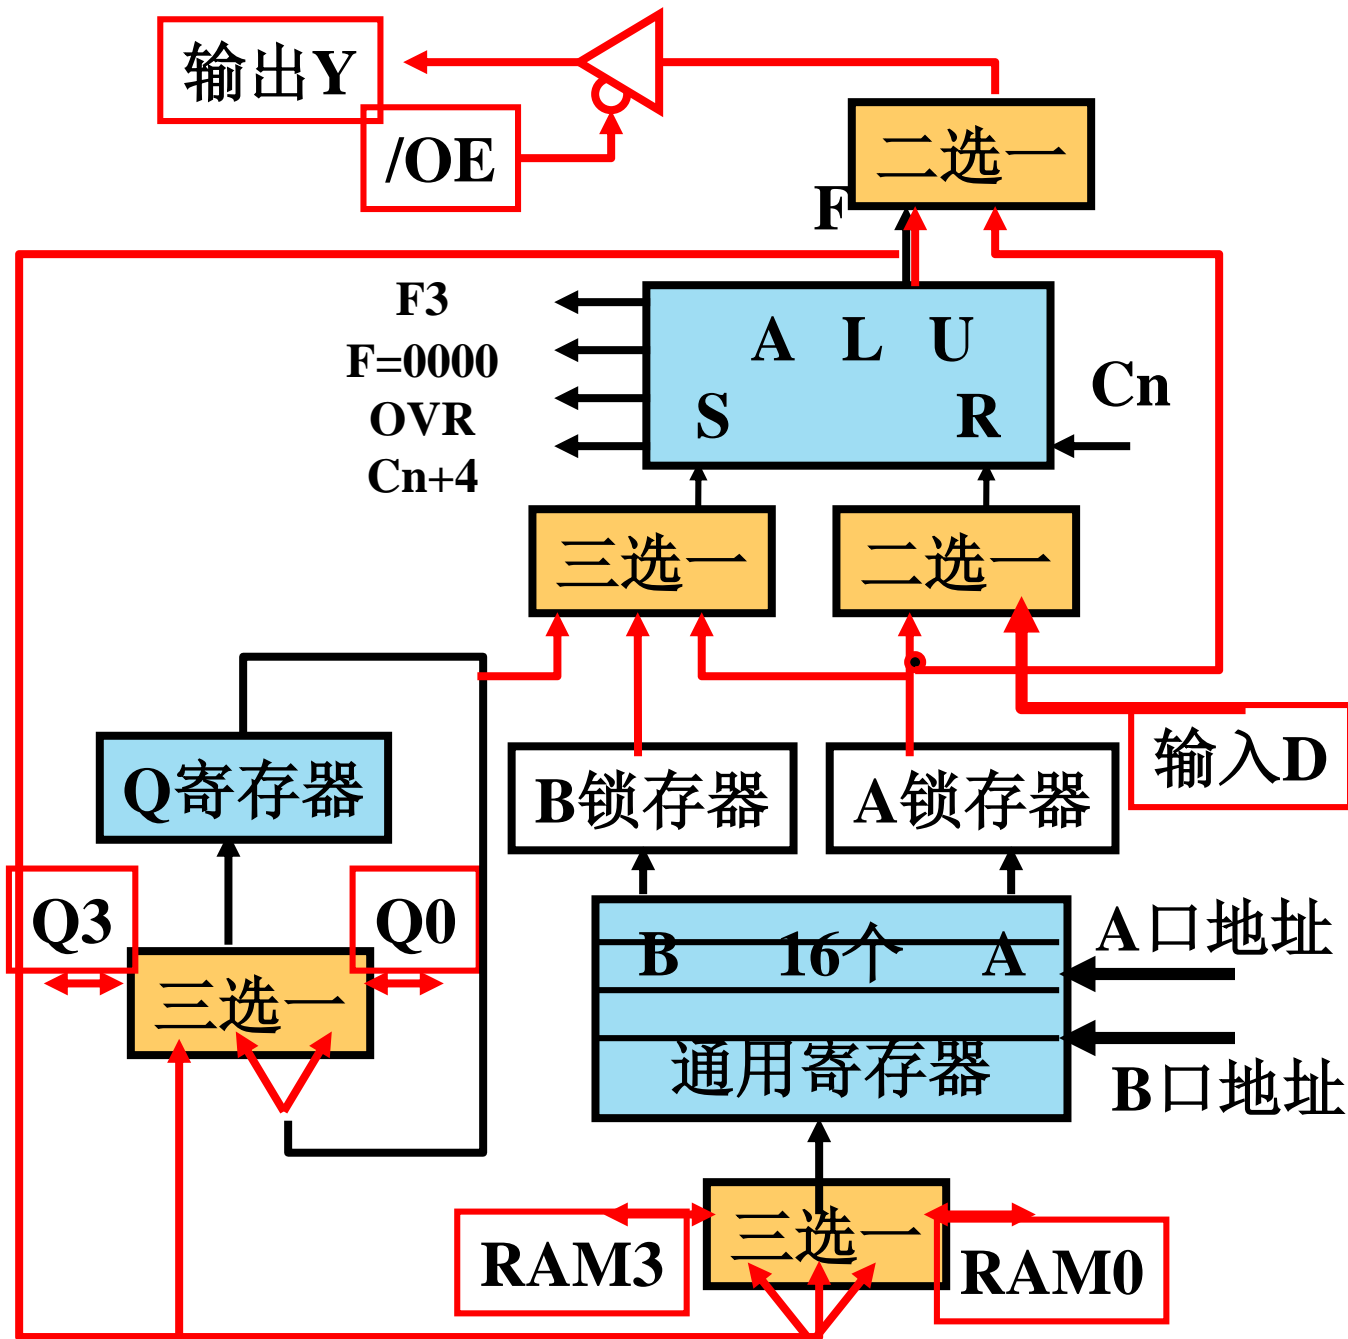 输出Y
/OE
二选一
F
F3
F=0000
OVR
Cn+4
A L U
S R
Cn
三选一
二选一
输入D
Q寄存器
B锁存器
A锁存器
Q3
Q0
三选一
B 16个 A
通用寄存器
A口地址
B口地址
三选一
RAM3
RAM0